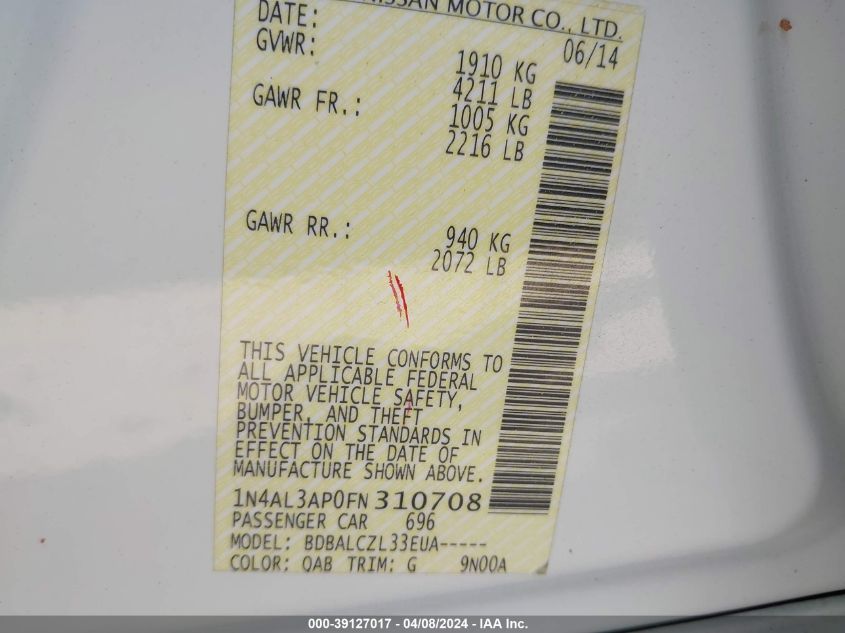 NISSAN MOTOR CO., LTD.
DATE: 06/14
GVWR: 1910 KG
4211 LB
GAWR FR.: 1005 KG
2216 LB
GAWR RR.: 940 KG
2072 LB
THIS VEHICLE CONFORMS TO
ALL APPLICABLE FEDERAL
MOTOR VEHICLE SAFETY,
BUMPER, AND THEFT
PREVENTION STANDARDS IN
EFFECT ON THE DATE OF
MANUFACTURE SHOWN ABOVE.
1N4AL3AP0FN310708
PASSENGER CAR 696
MODEL: BDBALCZL33EUA-----
COLOR: QAB TRIM: G 9N00A
000-39127017 - 04/08/2024 - IAA Inc.